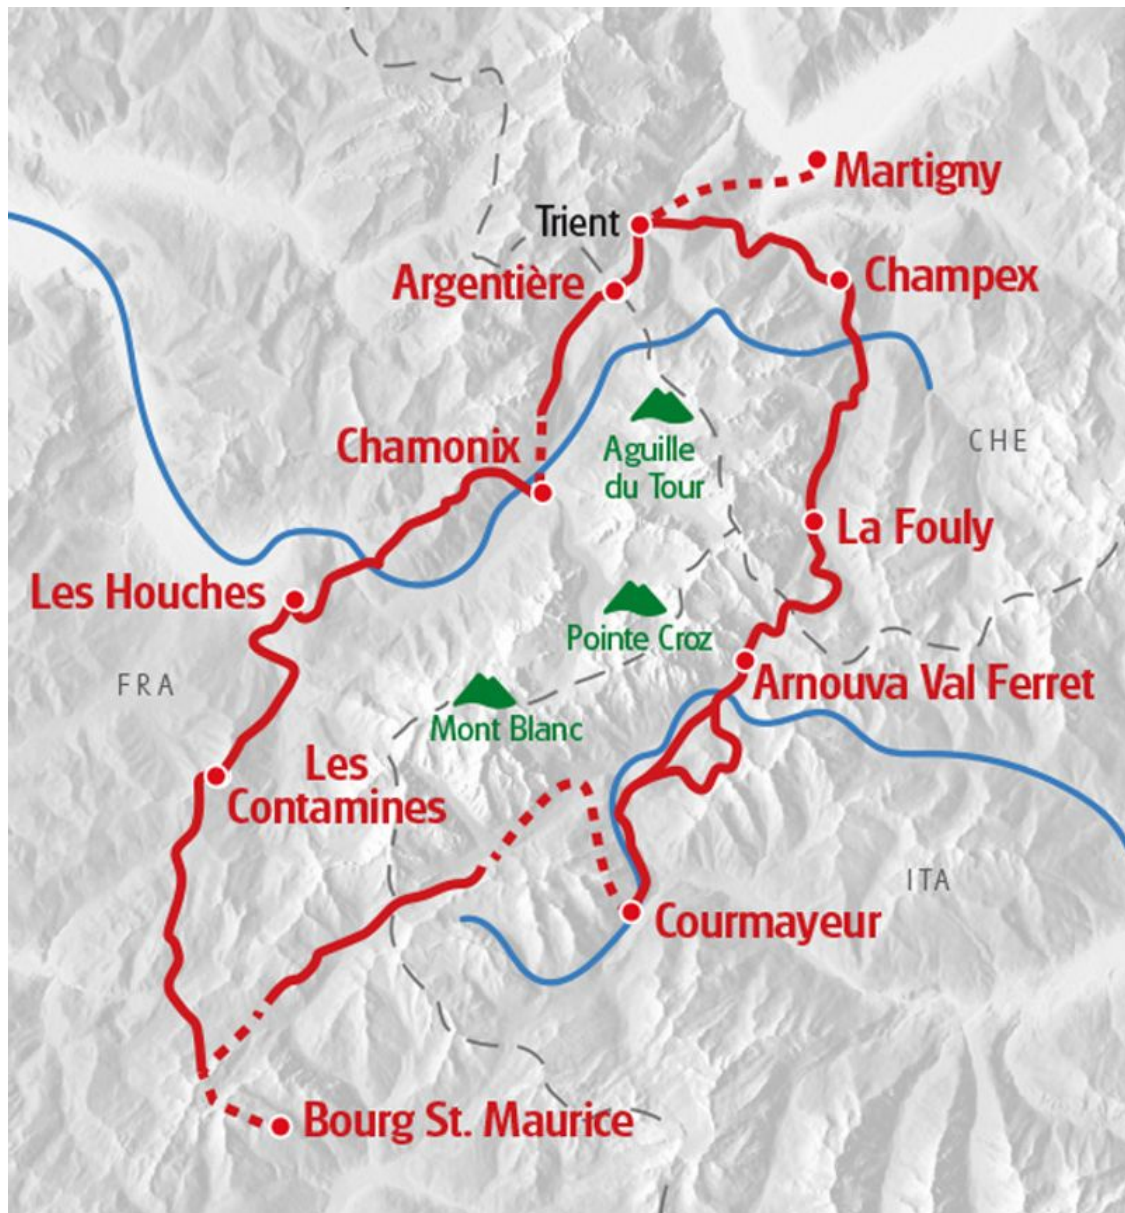 Martigny
Trient
Argentière
Champex
Chamonix
Aguille
du Tour
CHE
La Fouly
Les Houches
Pointe Croz
FRA
Arnouva Val Ferret
Mont Blanc
Les
Contamines
ITA
Courmayeur
Bourg St. Maurice